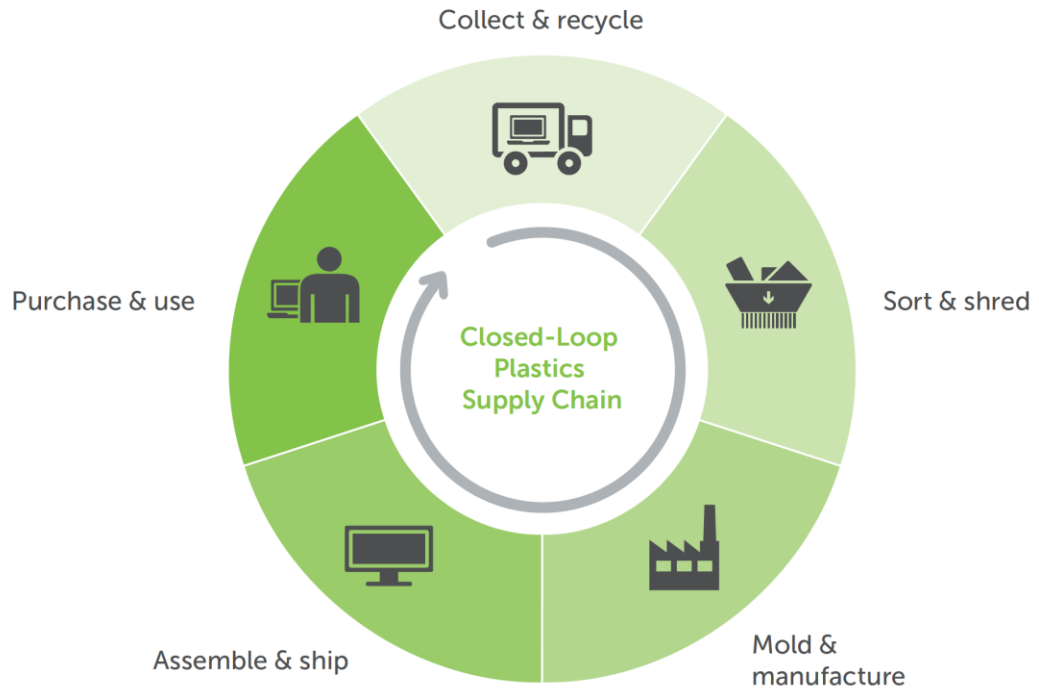 Collect & recycle
Purchase & use
Sort & shred
Closed-Loop
Plastics
Supply Chain
Assemble & ship
Mold &
manufacture